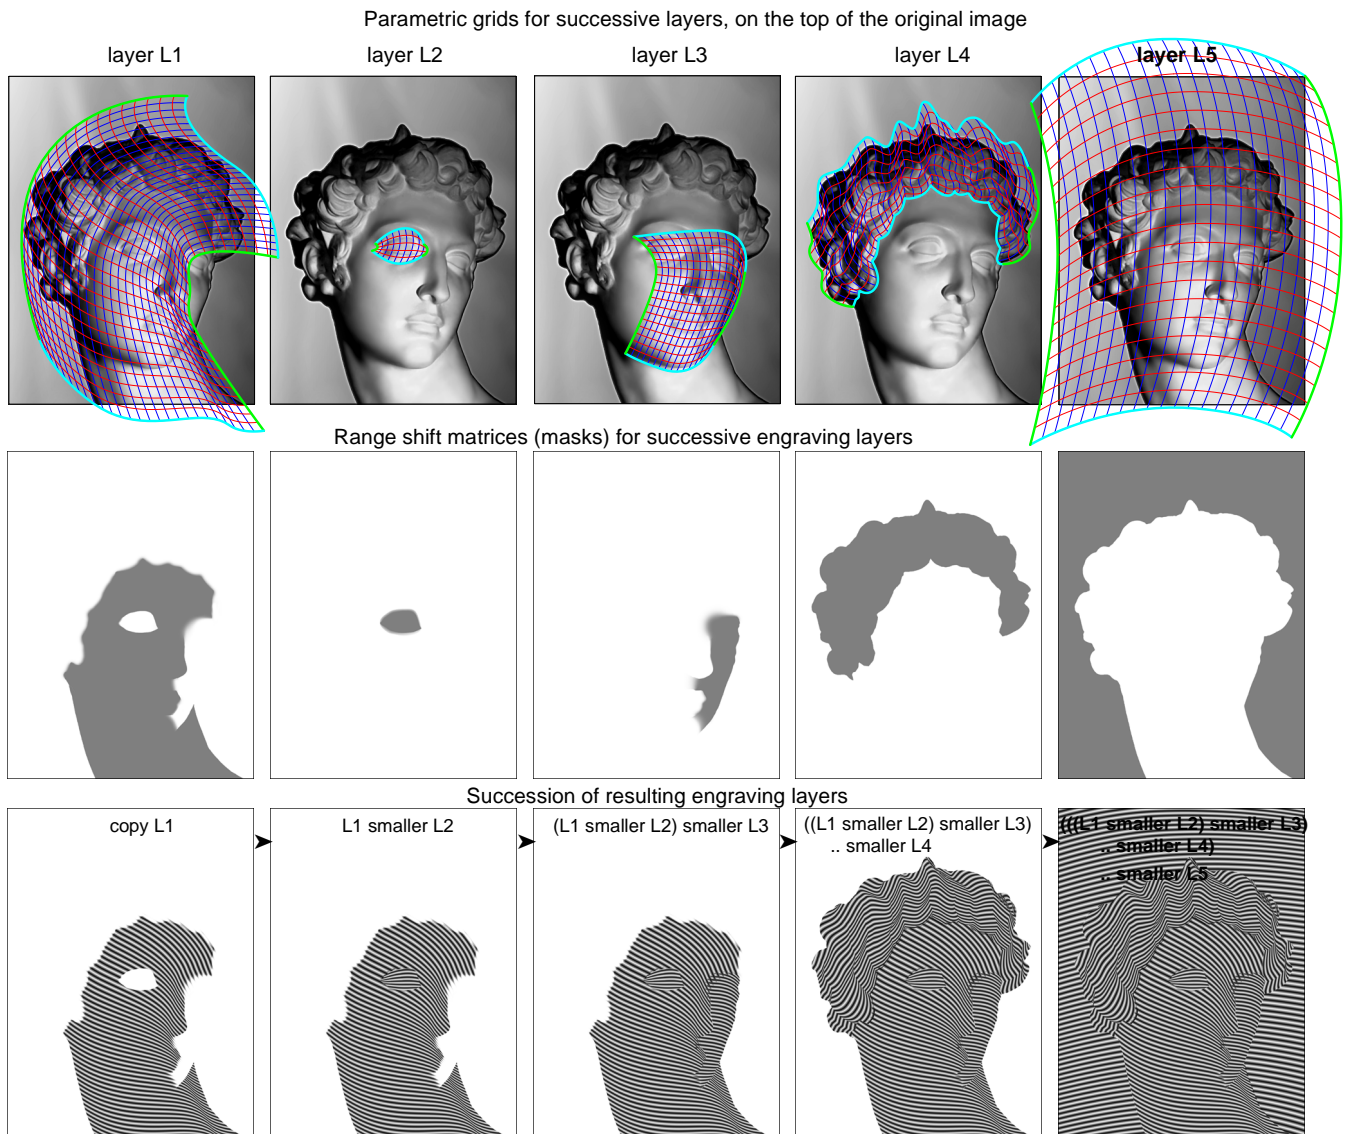 Parametric grids for successive layers, on the top of the original image
layer L1
layer L2
layer L3
layer L4
layer L5
Range shift matrices (masks) for successive engraving layers
Succession of resulting engraving layers
copy L1
L1 smaller L2
(L1 smaller L2) smaller L3
((L1 smaller L2) smaller L3)
.. smaller L4
(((L1 smaller L2) smaller L3)
.. smaller L4)
.. smaller L5